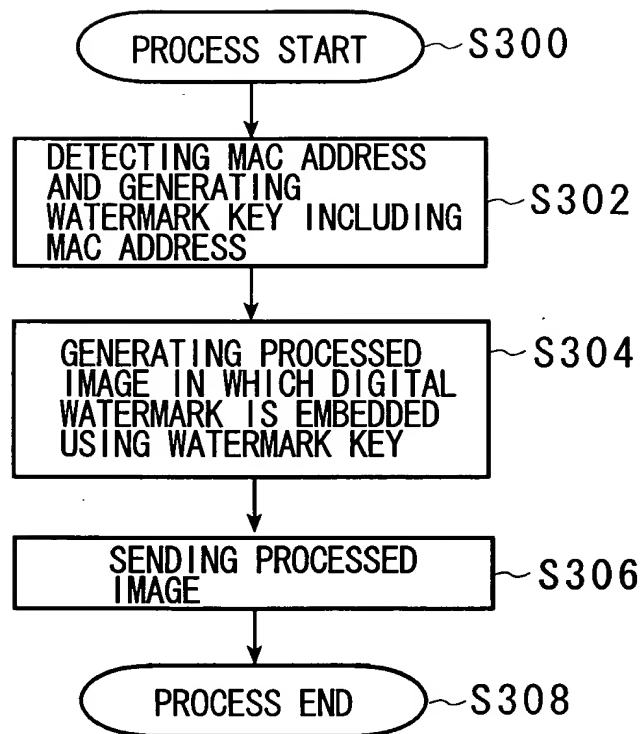 PROCESS START
S300
DETECTING MAC ADDRESS
AND GENERATING
WATERMARK KEY INCLUDING
MAC ADDRESS
S302
GENERATING PROCESSED
IMAGE IN WHICH DIGITAL
WATERMARK IS EMBEDDED
USING WATERMARK KEY
S304
SENDING PROCESSED
IMAGE
S306
PROCESS END
S308